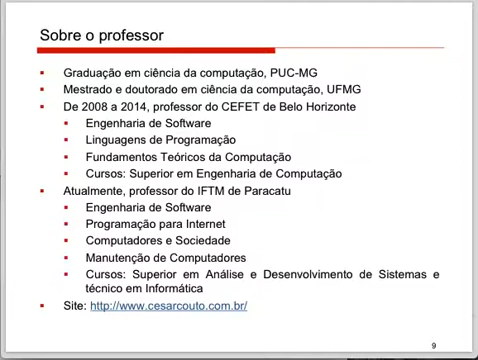 Sobre o professor
Graduação em ciência da computação, PUC-MG
Mestrado e doutorado em ciência da computação, UFMG
De 2008 a 2014, professor do CEFET de Belo Horizonte
Engenharia de Software
Linguagens de Programação
Fundamentos Teóricos da Computação
Cursos: Superior em Engenharia de Computação
Atualmente, professor do IFTM de Paracatu
Engenharia de Software
Programação para Internet
Computadores e Sociedade
Manutenção de Computadores
Cursos: Superior em Análise e Desenvolvimento de Sistemas e
técnico em Informática
Site: http://www.cesarcouto.com.br/
9